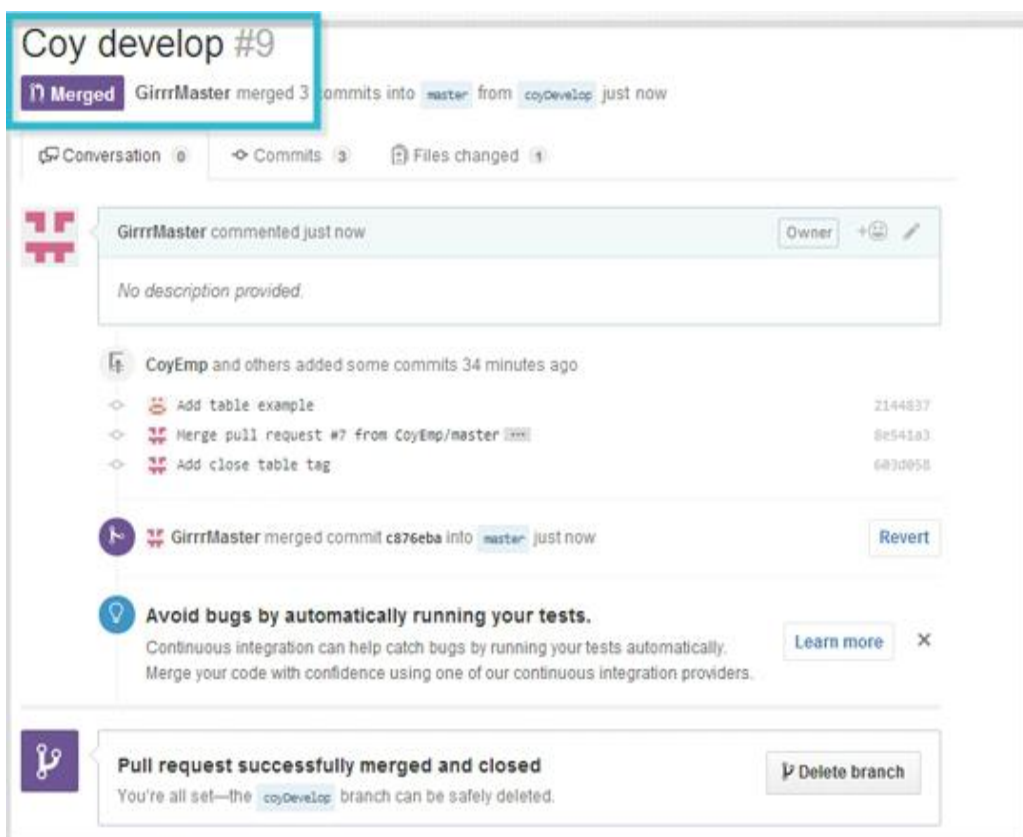 Coy develop #9
Merged GirrrMaster merged 3 commits into master from coyDevelop just now
Conversation 0 Commits 3 Files changed 1
GirrrMaster commented just now Owner
No description provided.
CoyEmp and others added some commits 34 minutes ago
Add table example 2144837
Merge pull request #7 from CoyEmp/master ... 8e541a3
Add close table tag 603d058
GirrrMaster merged commit c876eba into master just now Revert
Avoid bugs by automatically running your tests.
Continuous integration can help catch bugs by running your tests automatically. Learn more
Merge your code with confidence using one of our continuous integration providers.
Pull request successfully merged and closed
You're all set—the coyDevelop branch can be safely deleted. Delete branch